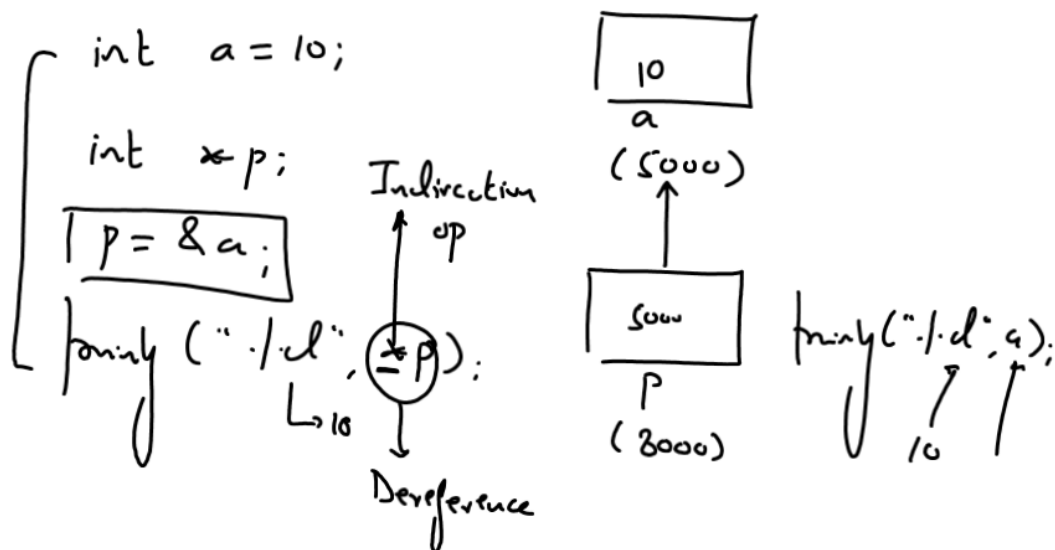 int a = 10;
int *p;
p = &a;
printf ("%d", *p);
↳10
Indirection
op
Dereference
10
a
(5000)
5000
p
(8000)
printf("%d", a);
10